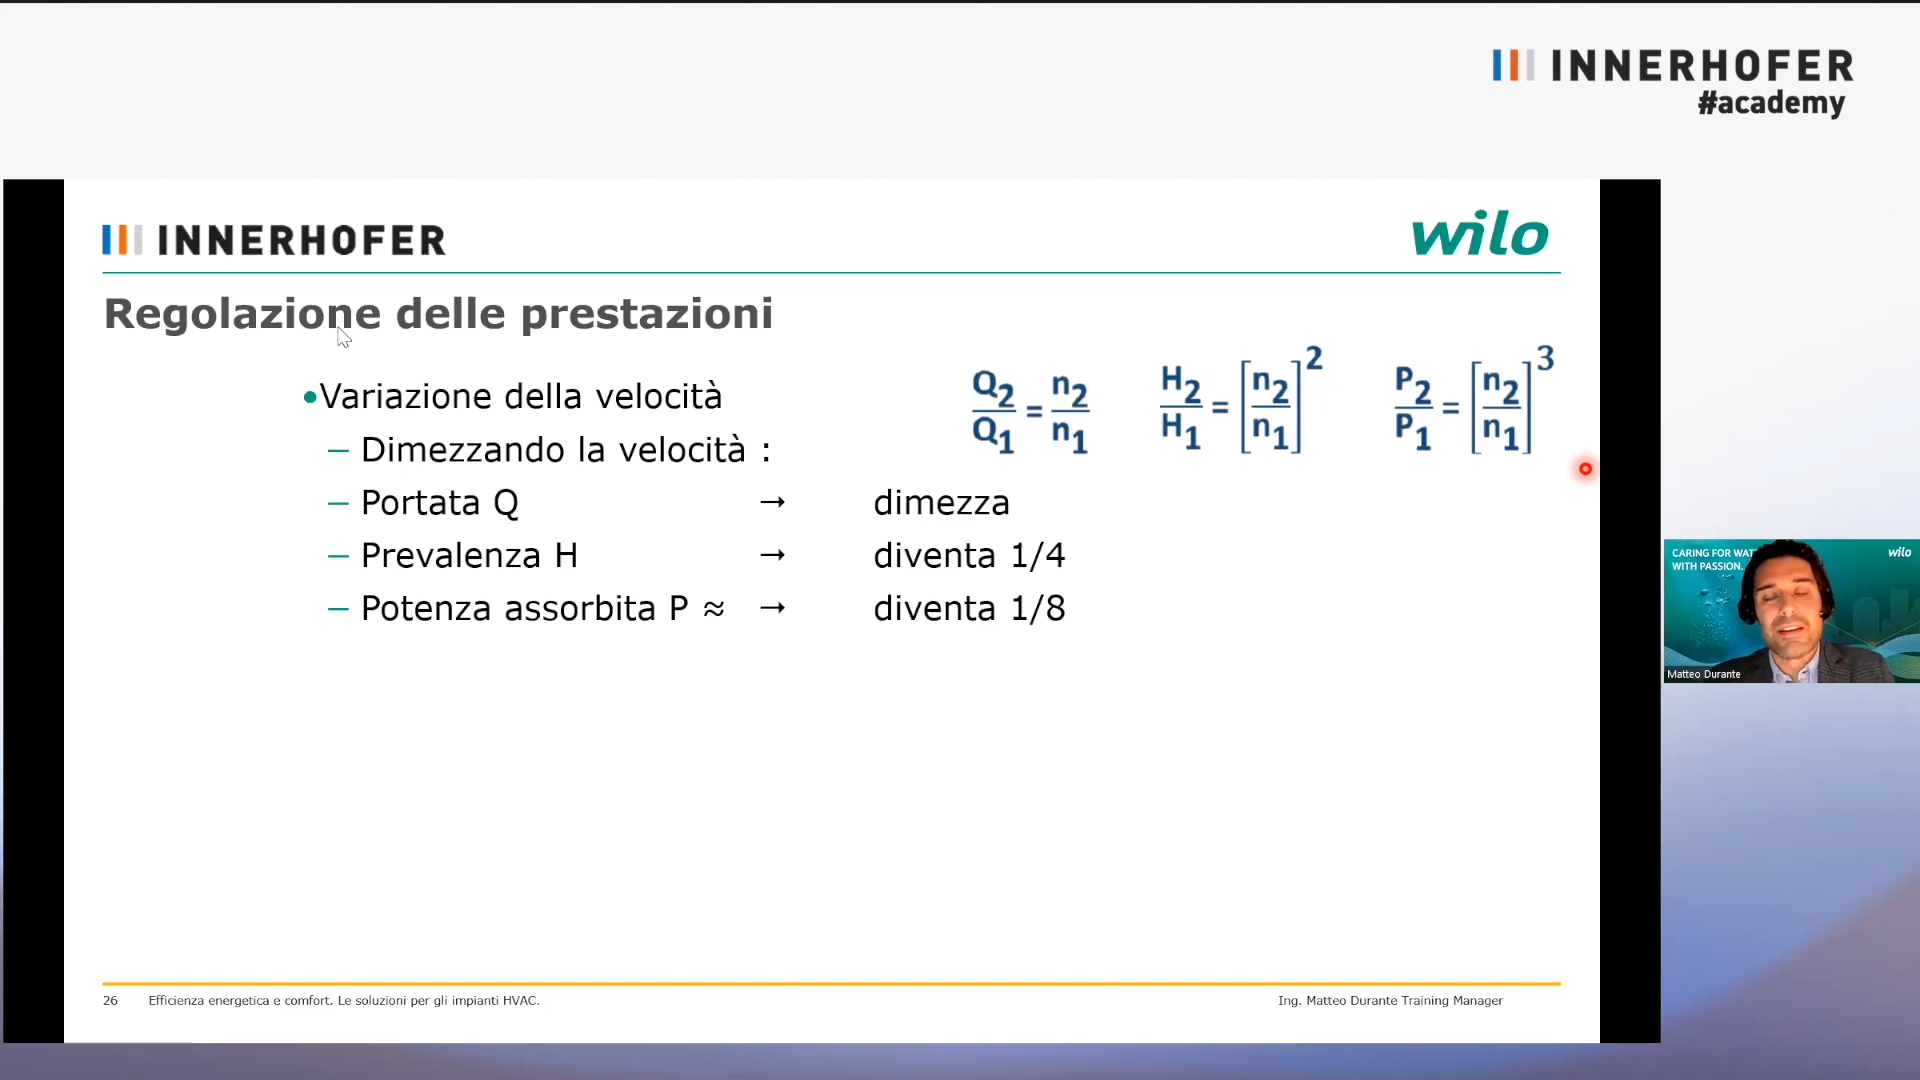 INNERHOFER
#academy
INNERHOFER
wilo
Regolazione delle prestazioni
•Variazione della velocità
– Dimezzando la velocità :
– Portata Q → dimezza
– Prevalenza H → diventa 1/4
– Potenza assorbita P ≈ → diventa 1/8
Q2/Q1 = n2/n1
H2/H1 = [n2/n1]^2
P2/P1 = [n2/n1]^3
CARING FOR WAT
WITH PASSION.
wilo
Matteo Durante
26 Efficienza energetica e comfort. Le soluzioni per gli impianti HVAC.
Ing. Matteo Durante Training Manager